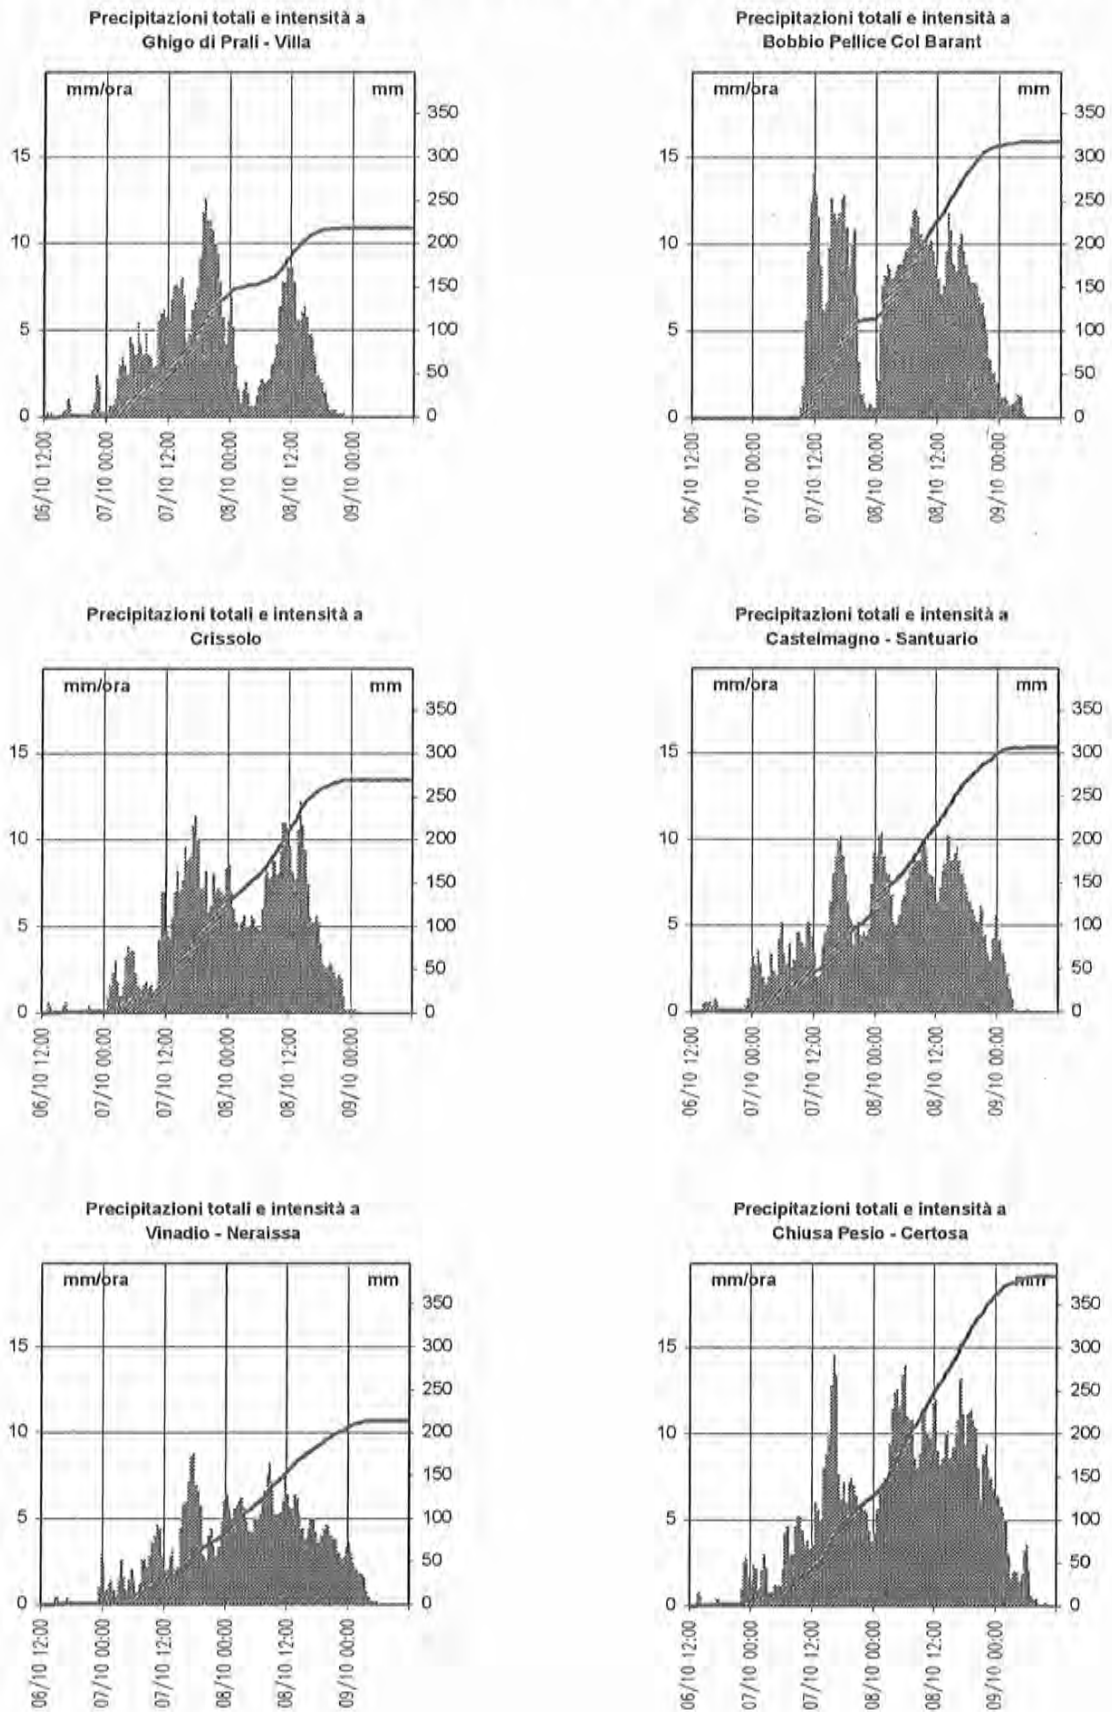 Precipitazioni totali e intensità a
Ghigo di Prali - Villa
mm/ora mm
350
15 300
250
10 200
150
5 100
50
0 0
06/10 12:00 07/10 00:00 07/10 12:00 08/10 00:00 08/10 12:00 09/10 00:00
Precipitazioni totali e intensità a
Bobbio Pellice Col Barant
mm/ora mm
350
15 300
250
10 200
150
5 100
50
0 0
06/10 12:00 07/10 00:00 07/10 12:00 08/10 00:00 08/10 12:00 09/10 00:00
Precipitazioni totali e intensità a
Crissolo
mm/ora mm
350
15 300
250
10 200
150
5 100
50
0 0
06/10 12:00 07/10 00:00 07/10 12:00 08/10 00:00 08/10 12:00 09/10 00:00
Precipitazioni totali e intensità a
Castelmagno - Santuario
mm/ora mm
350
15 300
250
10 200
150
5 100
50
0 0
06/10 12:00 07/10 00:00 07/10 12:00 08/10 00:00 08/10 12:00 09/10 00:00
Precipitazioni totali e intensità a
Vinadio - Neraissa
mm/ora mm
350
15 300
250
10 200
150
5 100
50
0 0
06/10 12:00 07/10 00:00 07/10 12:00 08/10 00:00 08/10 12:00 09/10 00:00
Precipitazioni totali e intensità a
Chiusa Pesio - Certosa
mm/ora mm
350
15 300
250
10 200
150
5 100
50
0 0
06/10 12:00 07/10 00:00 07/10 12:00 08/10 00:00 08/10 12:00 09/10 00:00